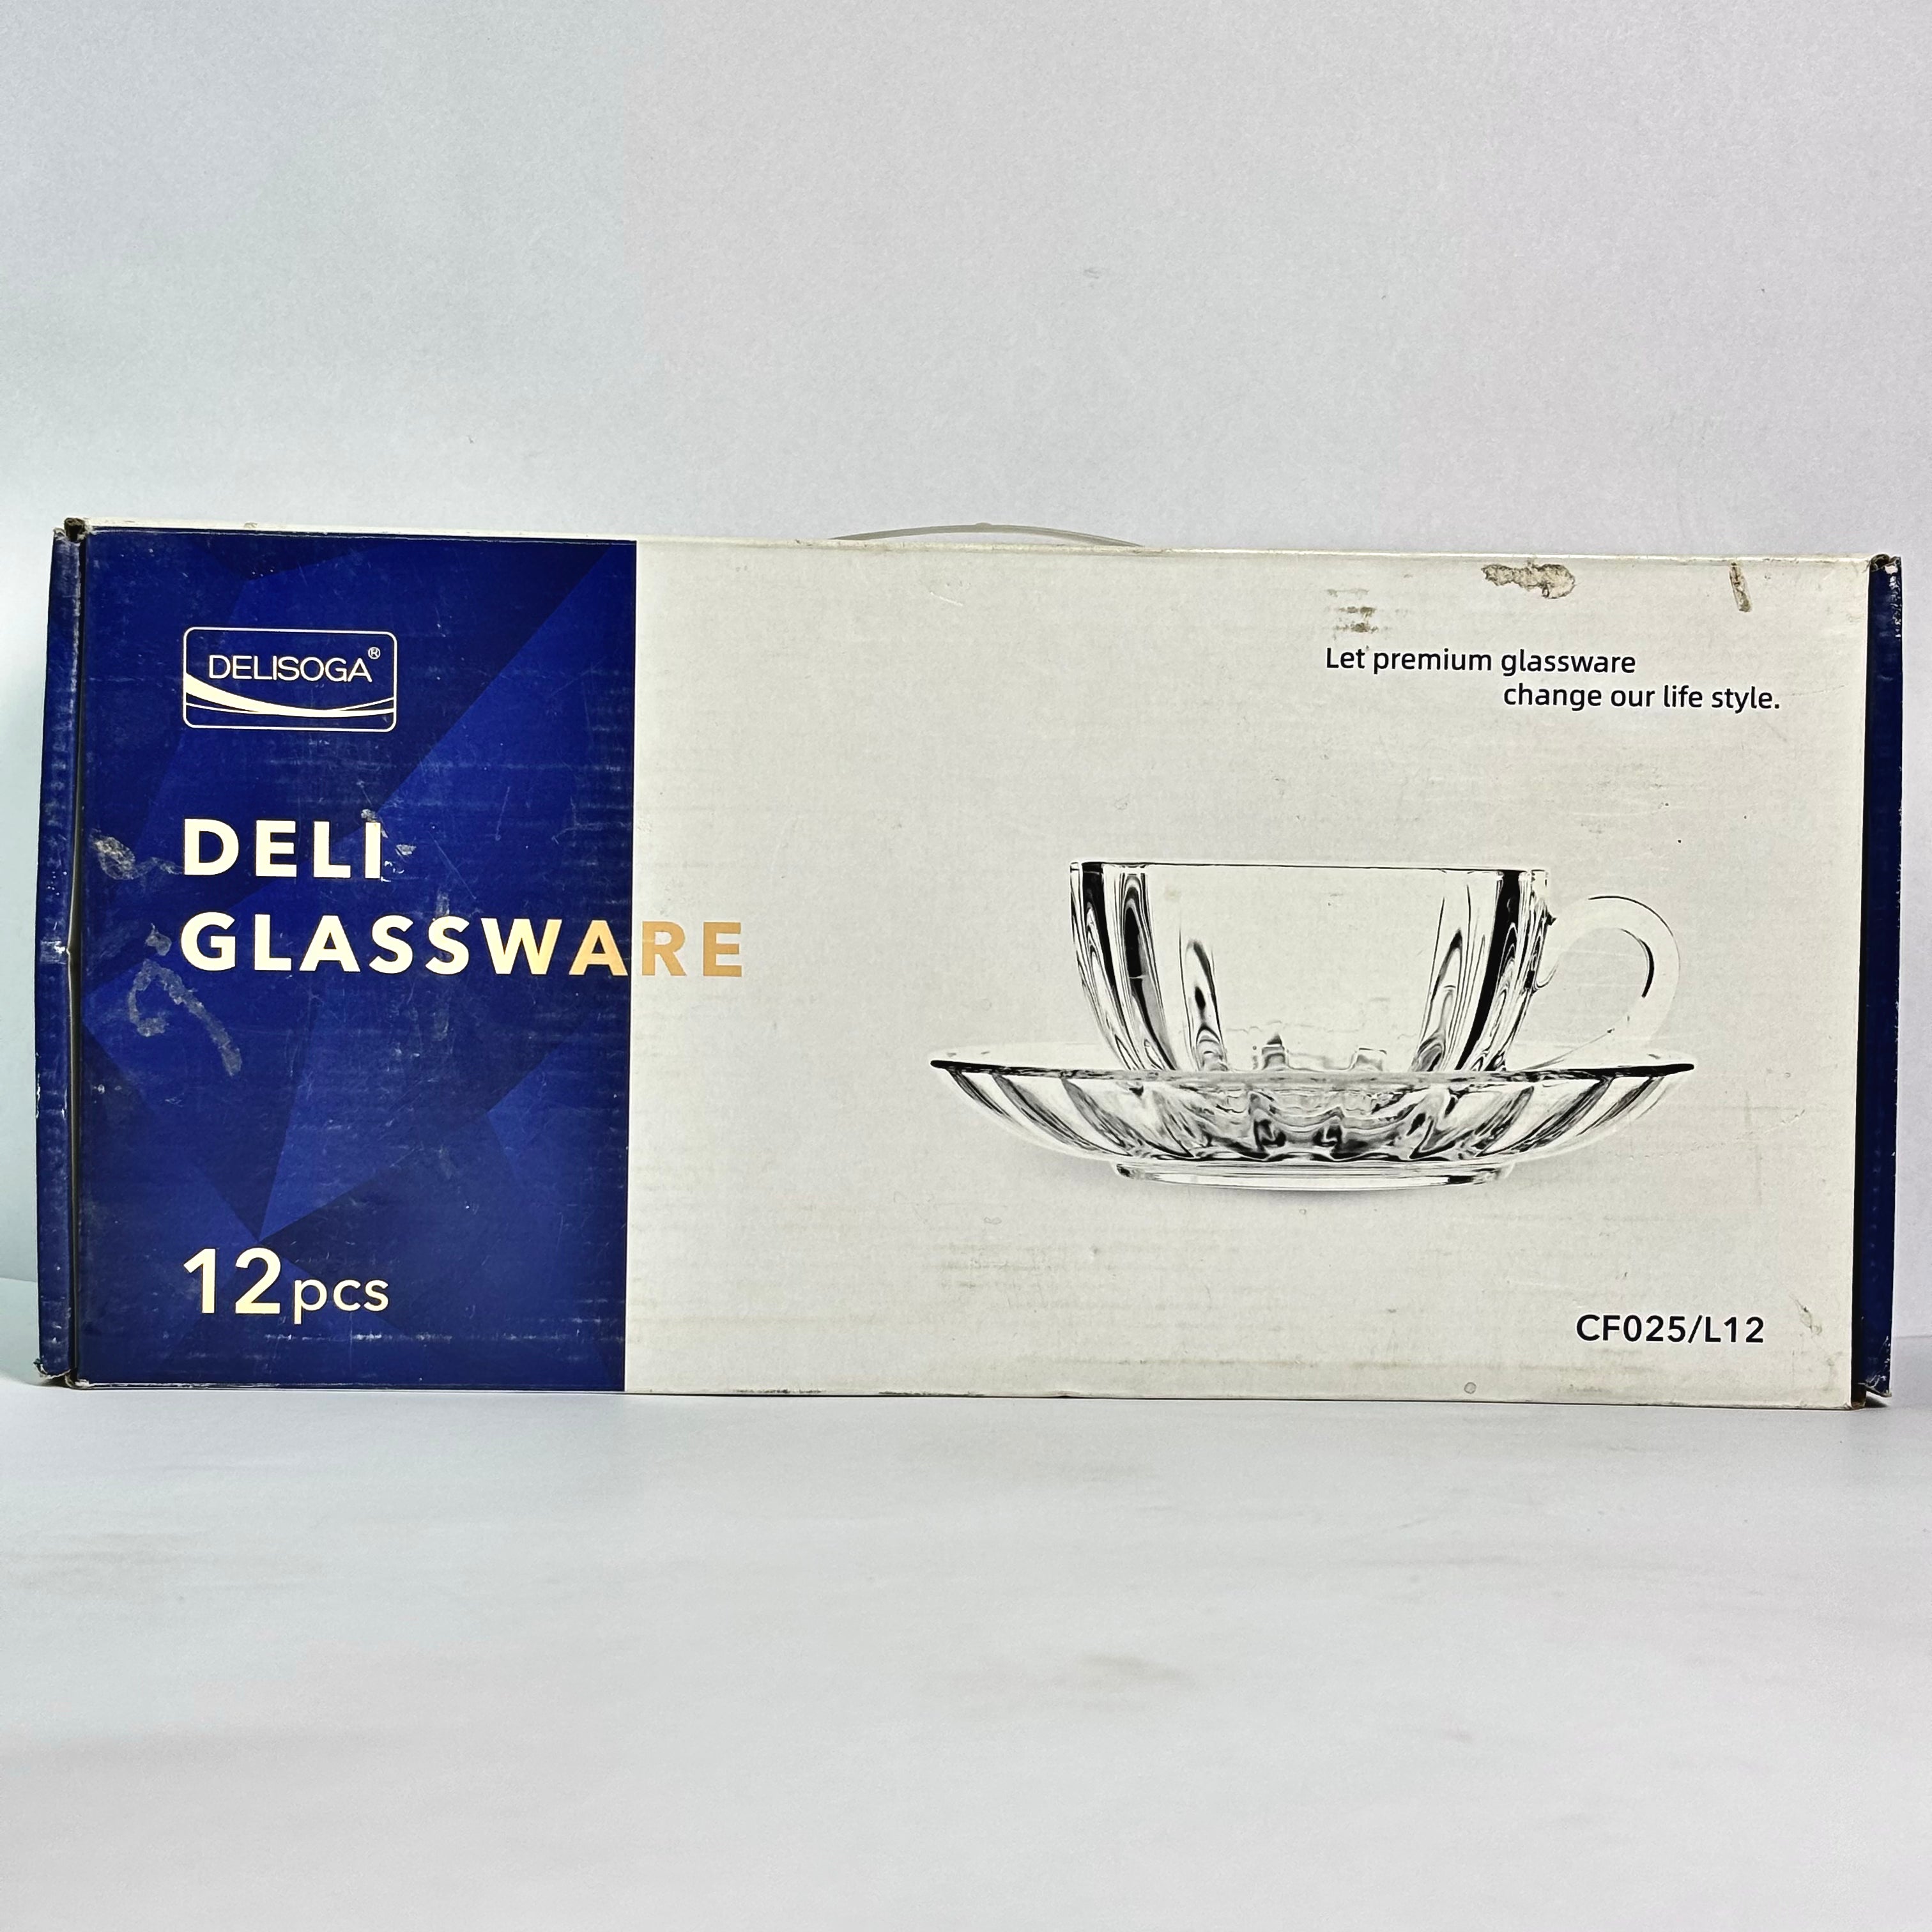 DELISOGA®
DELI
GLASSWARE
12pcs
Let premium glassware
change our life style.
CF025/L12